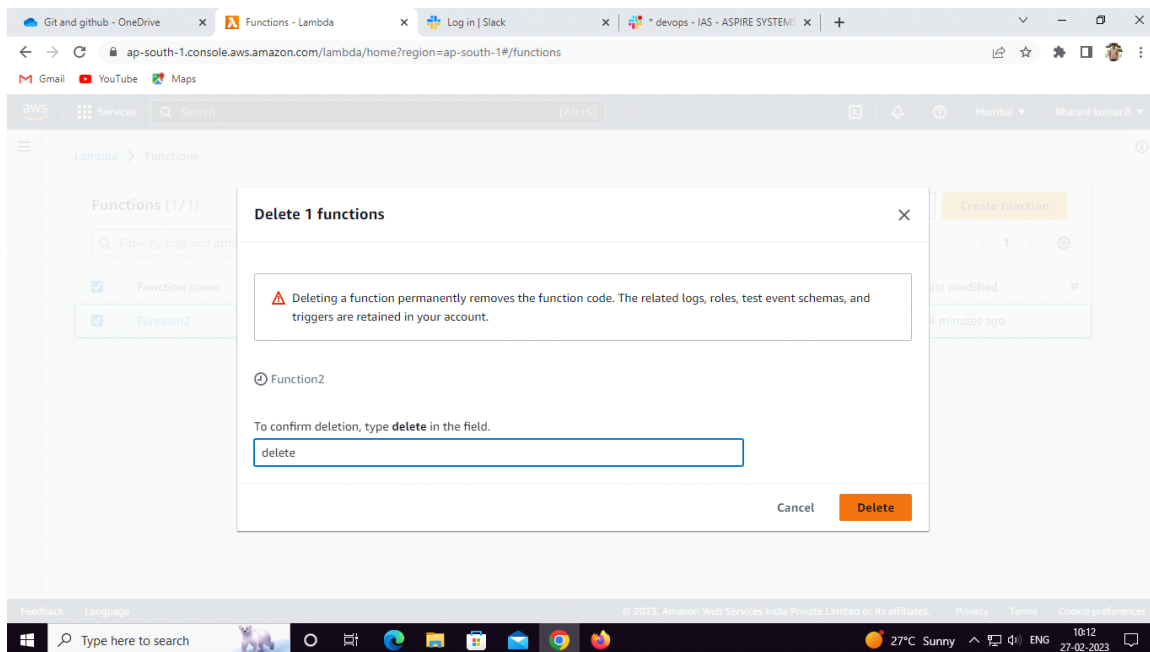 Git and github - OneDrive
Functions - Lambda
Log in | Slack
* devops - IAS - ASPIRE SYSTEMS
ap-south-1.console.aws.amazon.com/lambda/home?region=ap-south-1#/functions
Gmail YouTube Maps
aws Services Search [Alt+S] Mumbai Bharani kumar.B
Lambda Functions
Functions (1/1) Create function
Filter by tags and attri 1
Function name ast modified
Function2 4 minutes ago
Delete 1 functions
Deleting a function permanently removes the function code. The related logs, roles, test event schemas, and
triggers are retained in your account.
Function2
To confirm deletion, type delete in the field.
delete
Cancel Delete
Feedback Language © 2023, Amazon Web Services India Private Limited or its affiliates. Privacy Terms Cookie preferences
Type here to search 27°C Sunny ENG 10:12
27-02-2023